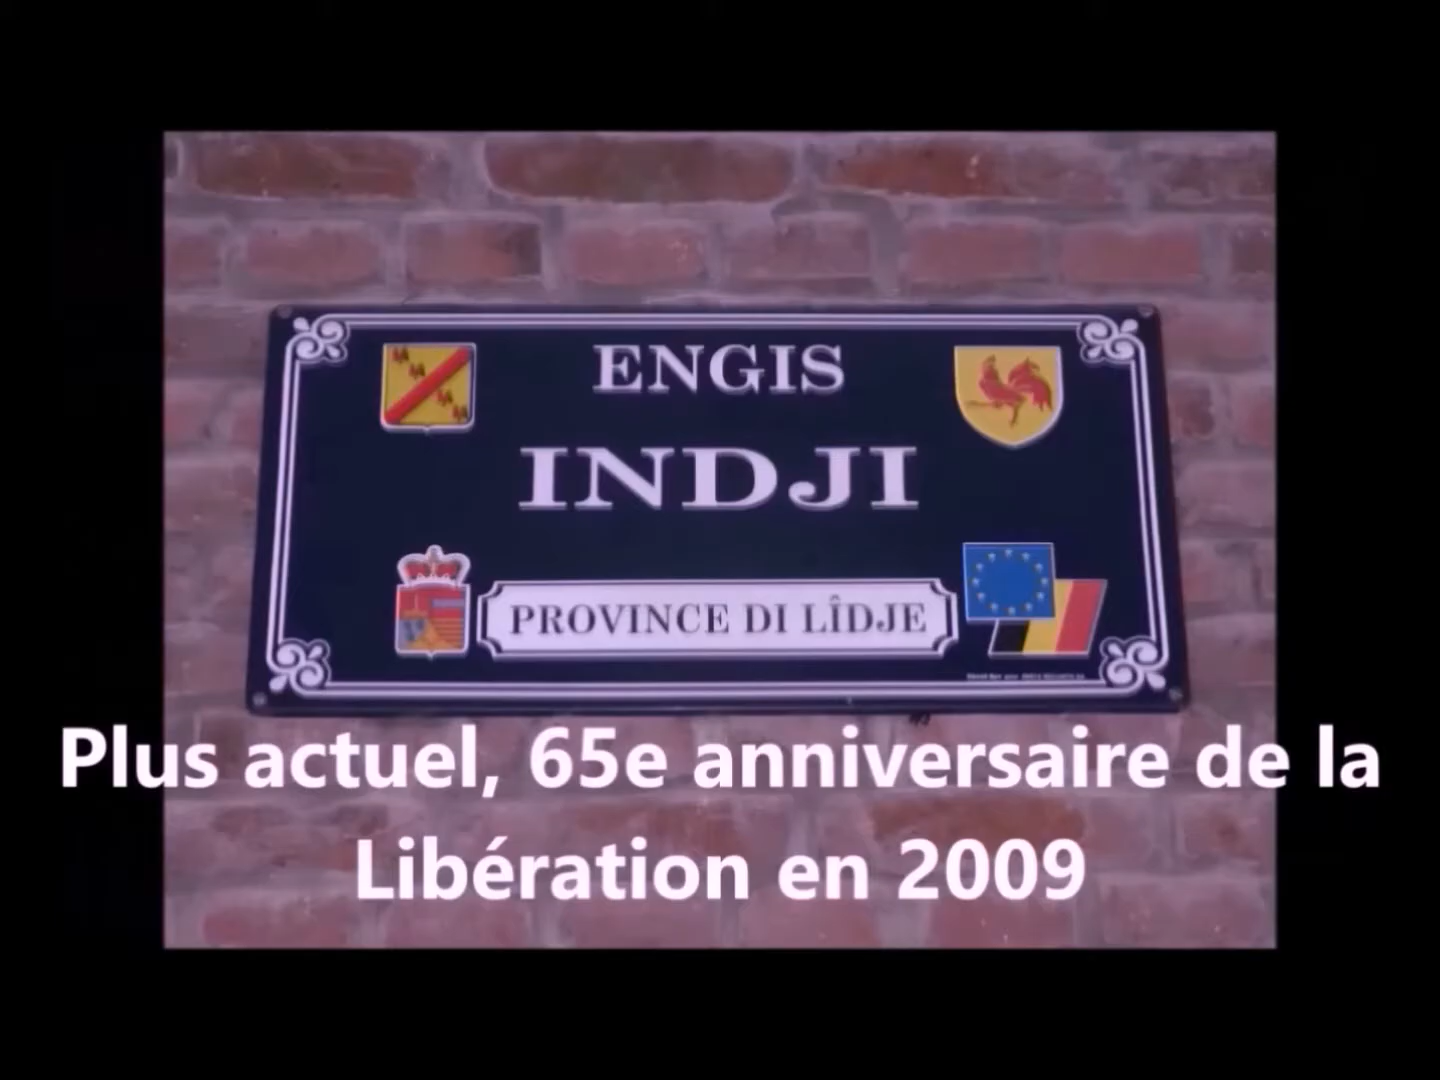 ENGIS
INDJI
PROVINCE DI LÎDJE
Plus actuel, 65e anniversaire de la
Libération en 2009